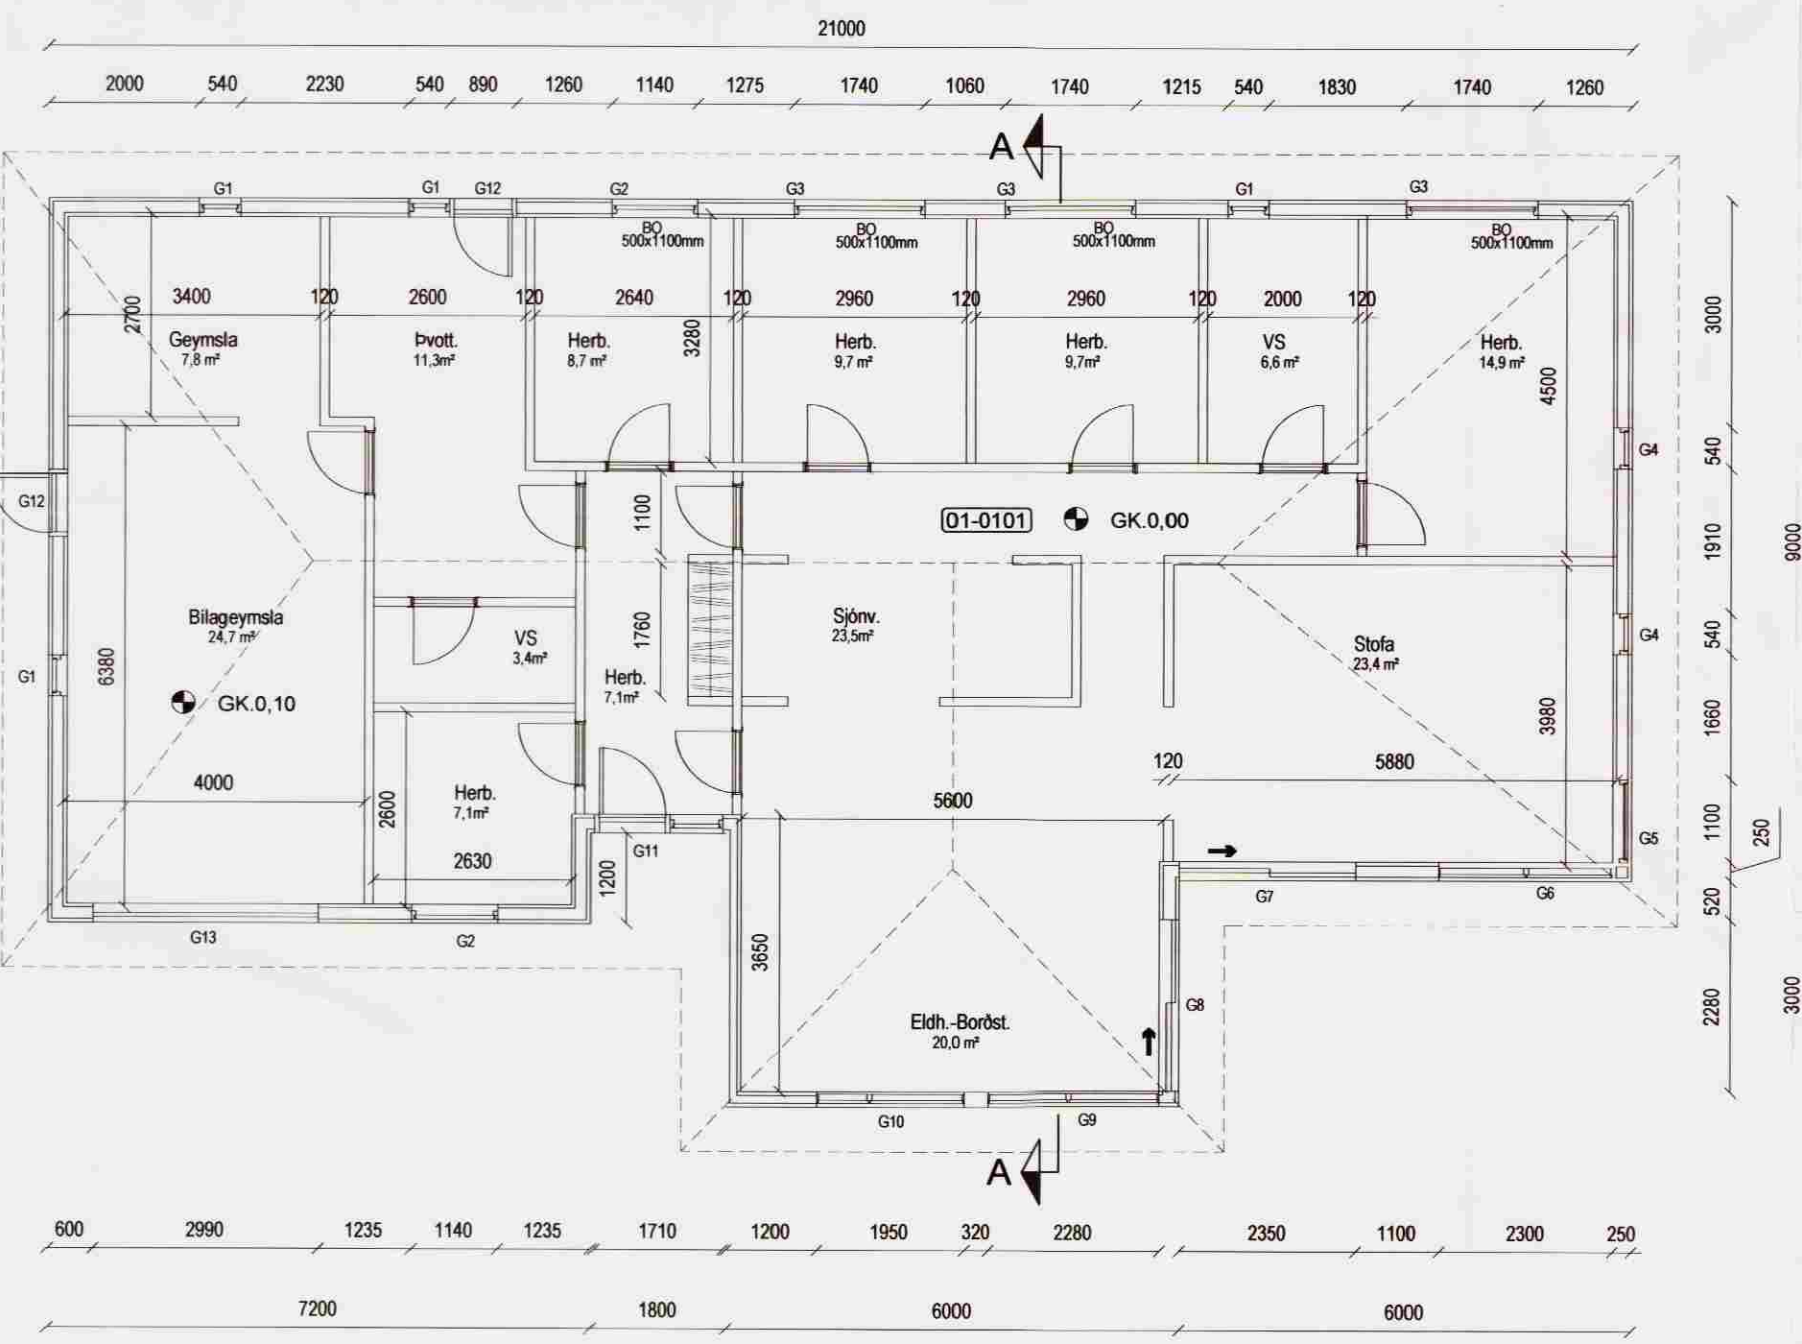 21000
2000 540 2230 540 890 1260 1140 1275 1740 1060 1740 1215 540 1830 1740 1260
A
G1 G1 G12 G2 G3 G3 G1 G3
BO BO BO BO
500x1100mm 500x1100mm 500x1100mm 500x1100mm
3400 120 2600 120 2640 120 2960 120 2960 120 2000 120
2700
3280
3000
Geymsla Þvott. Herb. Herb. Herb. VS Herb.
7,8 m² 11,3m² 8,7 m² 9,7 m² 9,7m² 6,6 m² 14,9 m²
4500
G4
540
G12
1100
01-0101 GK.0,00
1910
9000
Bílageymsla
24,7 m²
Sjónv.
23,5m²
1760
VS
3,4m²
Stofa
23,4 m²
G4
540
6380
G1
Herb.
7,1m²
GK.0,10
3980
1660
120 5880
4000
Herb.
7,1m²
2600
5600
1100
250
2630
G11
1200
G5
G7 G6
520
G13 G2
3650
G8
2280
3000
Eldh.-Borðst.
20,0 m²
G10 G9
A
600 2990 1235 1140 1235 1710 1200 1950 320 2280 2350 1100 2300 250
7200 1800 6000 6000